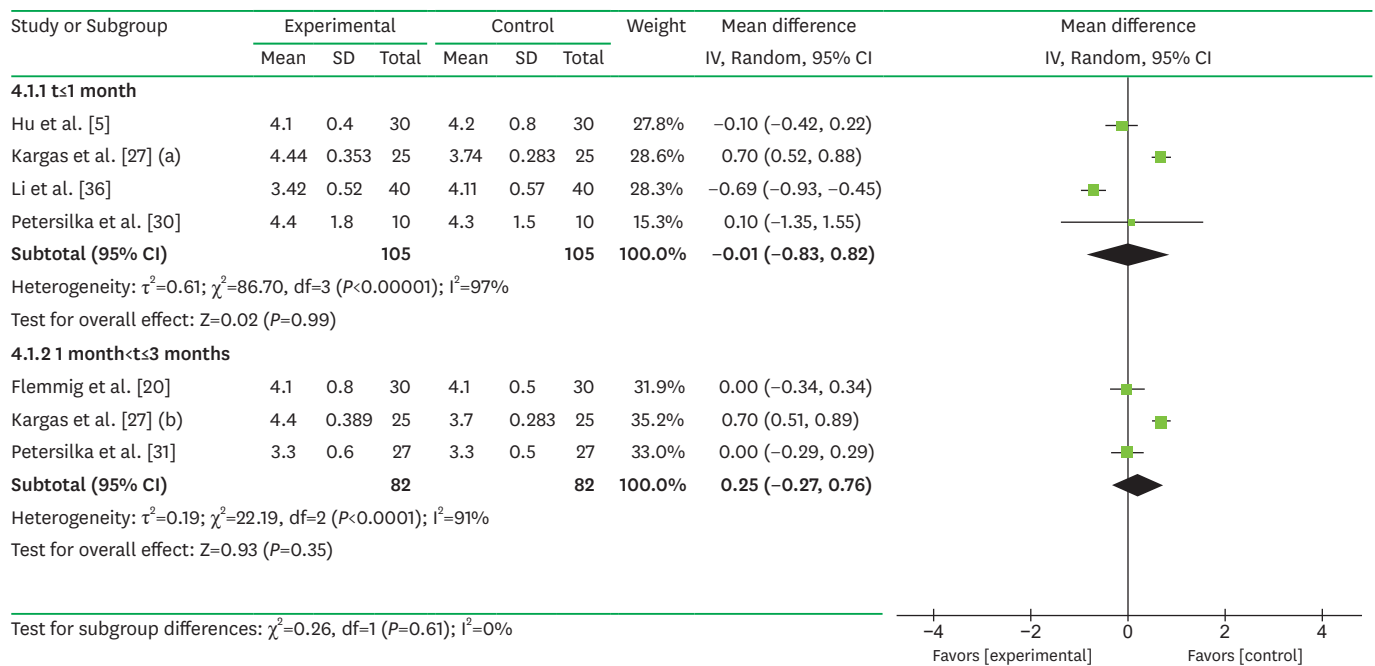 Study or Subgroup Experimental Control Weight Mean difference Mean difference
Mean SD Total Mean SD Total IV, Random, 95% CI IV, Random, 95% CI
4.1.1 t≤1 month
Hu et al. [5] 4.1 0.4 30 4.2 0.8 30 27.8% −0.10 (−0.42, 0.22)
Kargas et al. [27] (a) 4.44 0.353 25 3.74 0.283 25 28.6% 0.70 (0.52, 0.88)
Li et al. [36] 3.42 0.52 40 4.11 0.57 40 28.3% −0.69 (−0.93, −0.45)
Petersilka et al. [30] 4.4 1.8 10 4.3 1.5 10 15.3% 0.10 (−1.35, 1.55)
Subtotal (95% CI) 105 105 100.0% −0.01 (−0.83, 0.82)
Heterogeneity: τ²=0.61; χ²=86.70, df=3 (P<0.00001); I²=97%
Test for overall effect: Z=0.02 (P=0.99)
4.1.2 1 month<t≤3 months
Flemmig et al. [20] 4.1 0.8 30 4.1 0.5 30 31.9% 0.00 (−0.34, 0.34)
Kargas et al. [27] (b) 4.4 0.389 25 3.7 0.283 25 35.2% 0.70 (0.51, 0.89)
Petersilka et al. [31] 3.3 0.6 27 3.3 0.5 27 33.0% 0.00 (−0.29, 0.29)
Subtotal (95% CI) 82 82 100.0% 0.25 (−0.27, 0.76)
Heterogeneity: τ²=0.19; χ²=22.19, df=2 (P<0.0001); I²=91%
Test for overall effect: Z=0.93 (P=0.35)
Test for subgroup differences: χ²=0.26, df=1 (P=0.61); I²=0%
−4 −2 0 2 4
Favors [experimental] Favors [control]